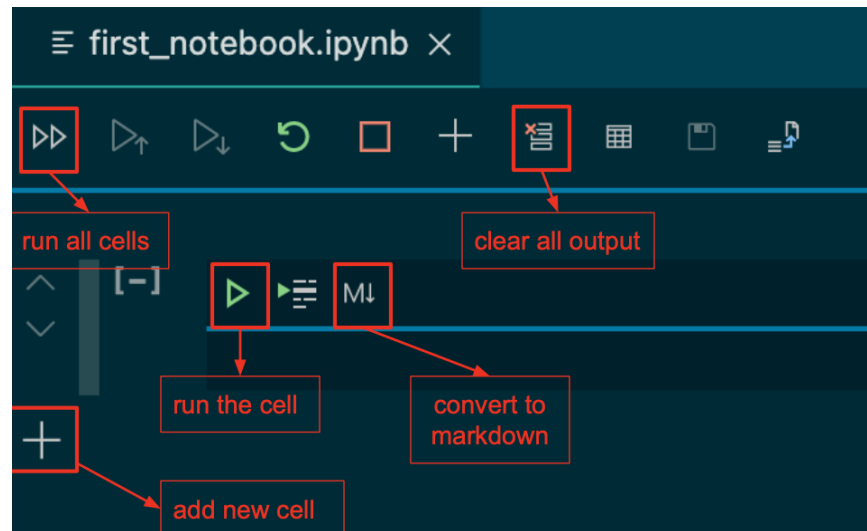 first_notebook.ipynb
run all cells
clear all output
[-]
M↓
run the cell
convert to
markdown
add new cell